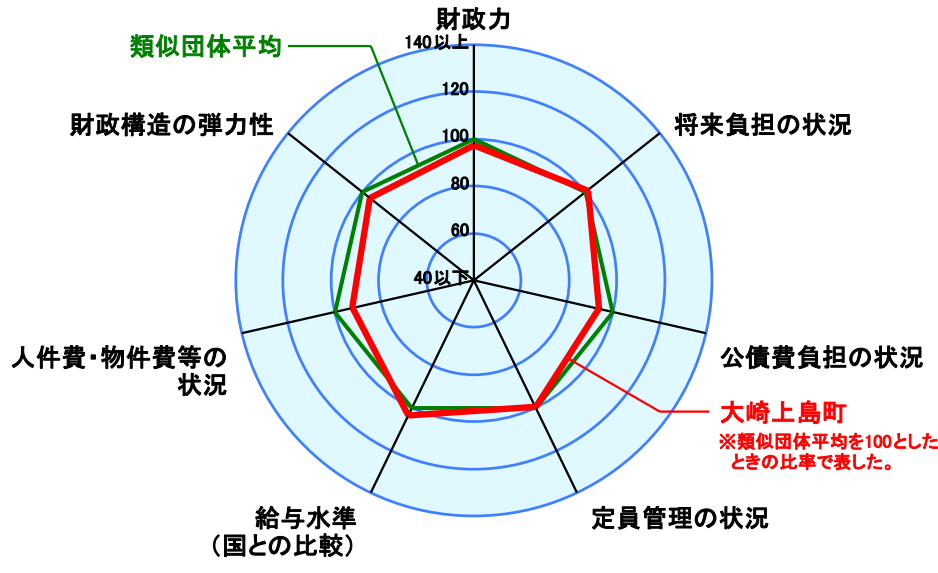 財政力
140以上
類似団体平均
120
財政構造の弾力性
100
将来負担の状況
80
60
40以下
人件費・物件費等の
状況
公債費負担の状況
大崎上島町
※類似団体平均を100とした
ときの比率で表した。
給与水準
（国との比較）
定員管理の状況